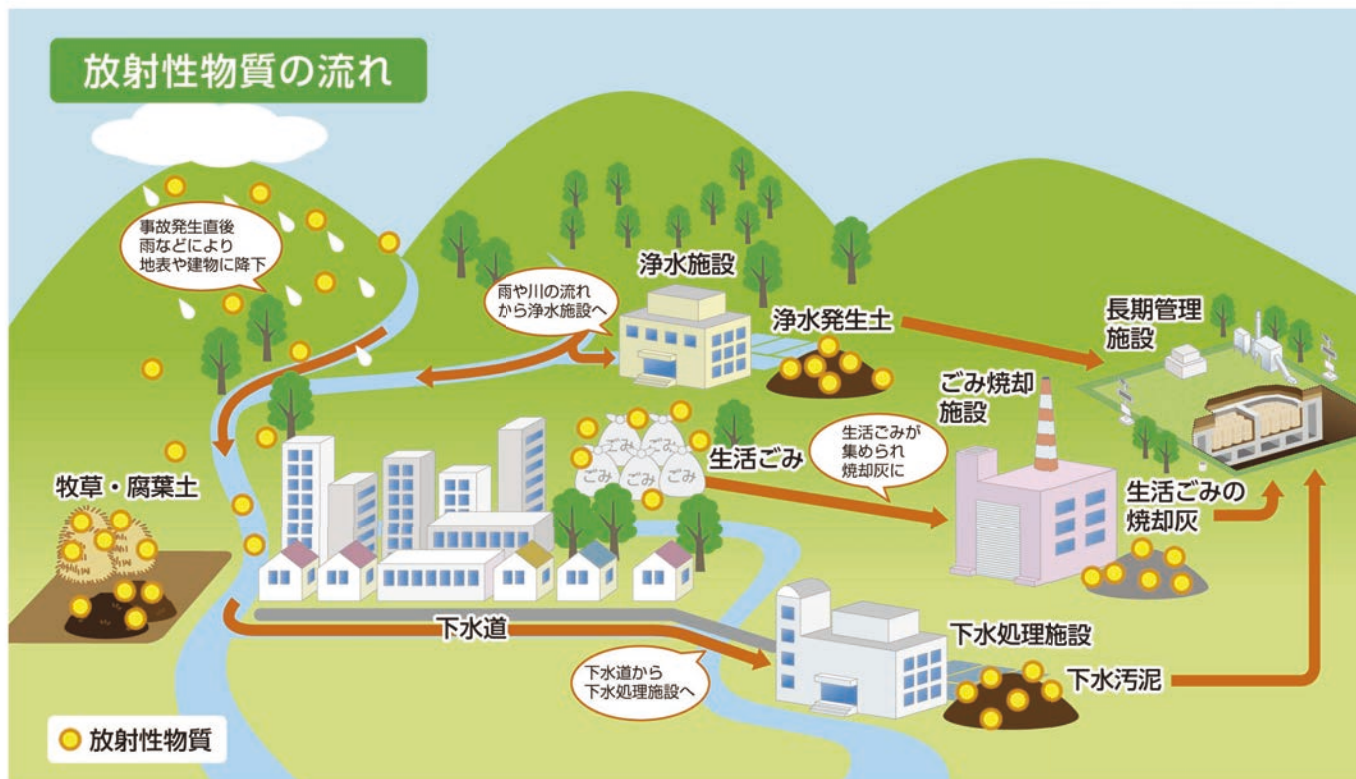 放射性物質の流れ
事故発生直後
雨などにより
地表や建物に降下
雨や川の流れ
から浄水施設へ
浄水施設
浄水発生土
長期管理
施設
ごみ焼却
施設
生活ごみが
集められ
焼却灰に
ごみ
ごみ
ごみ
ごみ
ごみ
生活ごみ
生活ごみの
焼却灰
牧草・腐葉土
下水道
下水道から
下水処理施設へ
下水処理施設
下水汚泥
放射性物質